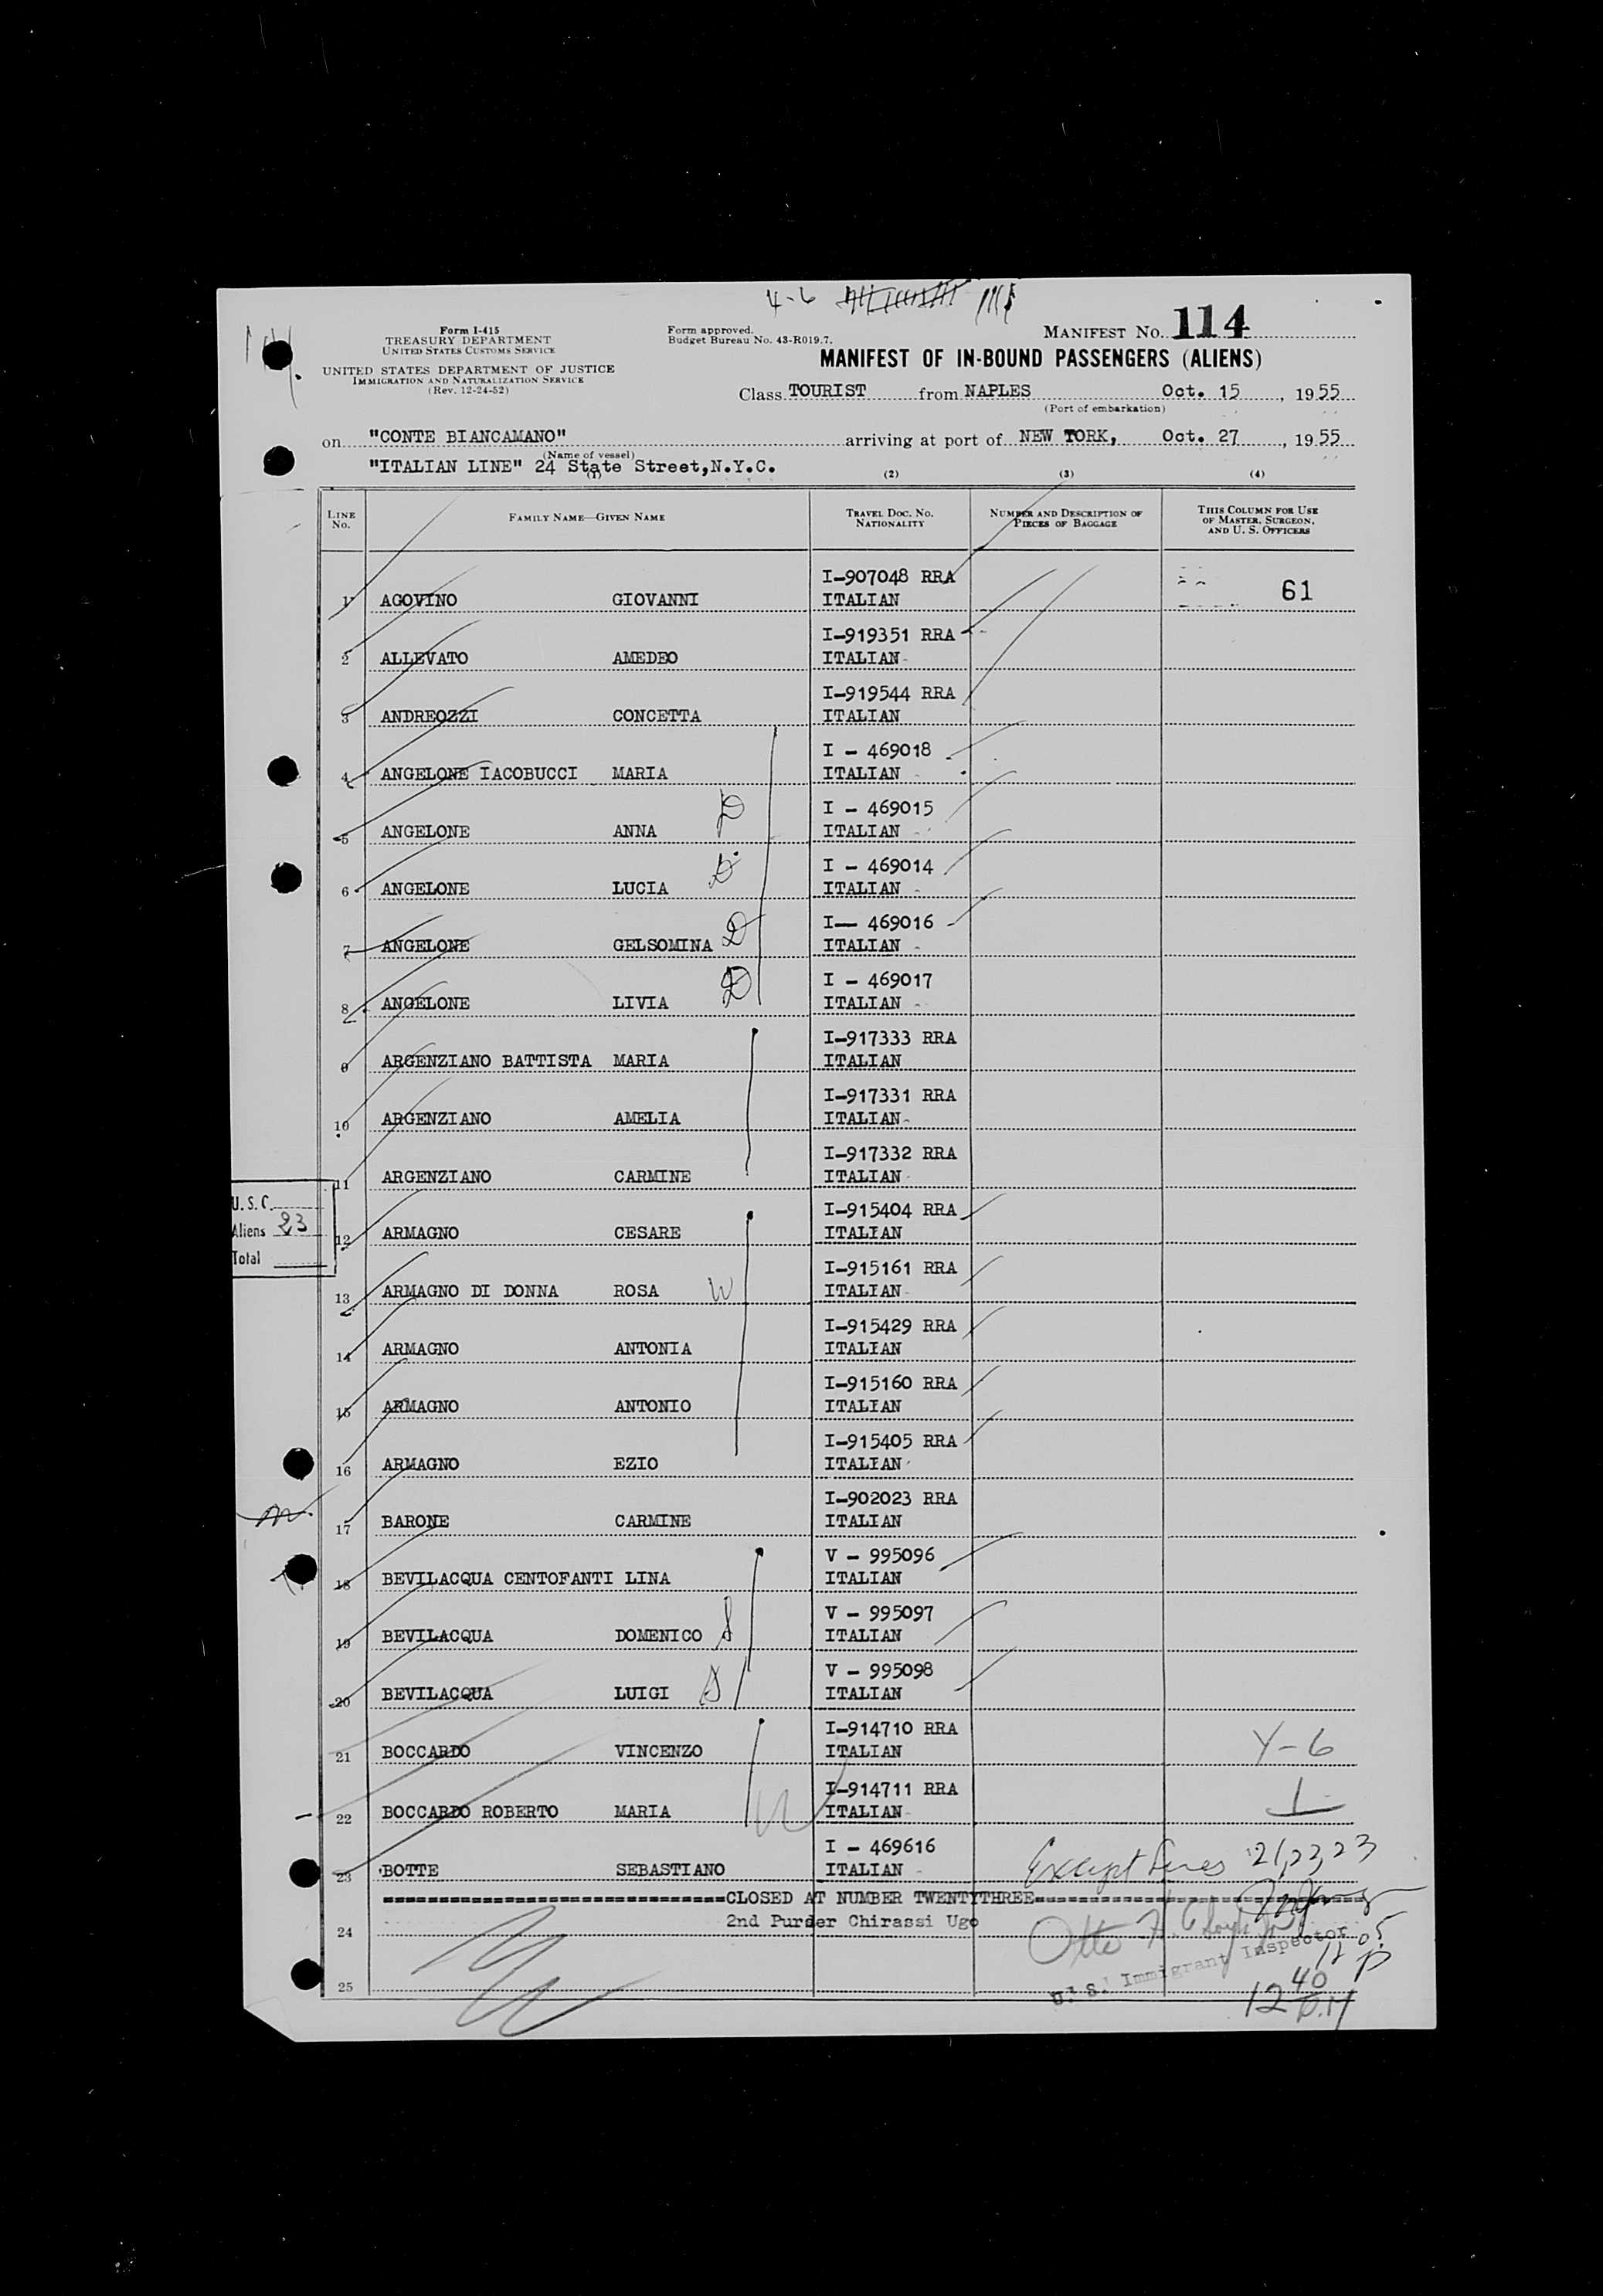 4-6
Form I-415
TREASURY DEPARTMENT
UNITED STATES CUSTOMS SERVICE
UNITED STATES DEPARTMENT OF JUSTICE
IMMIGRATION AND NATURALIZATION SERVICE
(Rev. 12-24-52)
Form approved.
Budget Bureau No. 43-R019.7.
MANIFEST NO. 114
MANIFEST OF IN-BOUND PASSENGERS (ALIENS)
Class TOURIST from NAPLES Oct. 15, 1955
(Port of embarkation)
on "CONTE BIANCAMANO" arriving at port of NEW YORK, Oct. 27, 1955
(Name of vessel)
"ITALIAN LINE" 24 State Street,N.Y.C.
(1) (2) (3) (4)
LINE NO. FAMILY NAME—GIVEN NAME TRAVEL DOC. NO. NATIONALITY NUMBER AND DESCRIPTION OF PIECES OF BAGGAGE THIS COLUMN FOR USE OF MASTER, SURGEON, AND U. S. OFFICERS
I-907048 RRA
1 AGOVINO GIOVANNI ITALIAN 61
I-919351 RRA
2 ALLEVATO AMEDEO ITALIAN
I-919544 RRA
3 ANDREOZZI CONCETTA ITALIAN
I - 469018
4 ANGELONE IACOBUCCI MARIA ITALIAN
I - 469015
5 ANGELONE ANNA D ITALIAN
I - 469014
6 ANGELONE LUCIA D ITALIAN
I— 469016
7 ANGELONE GELSOMINA D ITALIAN
I - 469017
8 ANGELONE LIVIA D ITALIAN
I-917333 RRA
9 ARGENZIANO BATTISTA MARIA ITALIAN
I-917331 RRA
10 ARGENZIANO AMELIA ITALIAN
I-917332 RRA
11 ARGENZIANO CARMINE ITALIAN
U.S.C.
Aliens 23
Total
I-915404 RRA
12 ARMAGNO CESARE ITALIAN
I-915161 RRA
13 ARMAGNO DI DONNA ROSA W ITALIAN
I-915429 RRA
14 ARMAGNO ANTONIA ITALIAN
I-915160 RRA
15 ARMAGNO ANTONIO ITALIAN
I-915405 RRA
16 ARMAGNO EZIO ITALIAN
I-902023 RRA
17 BARONE CARMINE ITALIAN
V - 995096
18 BEVILACQUA CENTOFANTI LINA ITALIAN
V - 995097
19 BEVILACQUA DOMENICO S ITALIAN
V - 995098
20 BEVILACQUA LUIGI S ITALIAN
I-914710 RRA
21 BOCCARDO VINCENZO ITALIAN Y-6
I-914711 RRA
22 BOCCARDO ROBERTO MARIA W ITALIAN 1
I - 469616
23 BOTTE SEBASTIANO ITALIAN Except lines 21,22,23
CLOSED AT NUMBER TWENTYTHREE
2nd Purser Chirassi Ugo
24
Otto F.
U. S. Immigrant Inspector
12 05 P
25
12 40 P.M